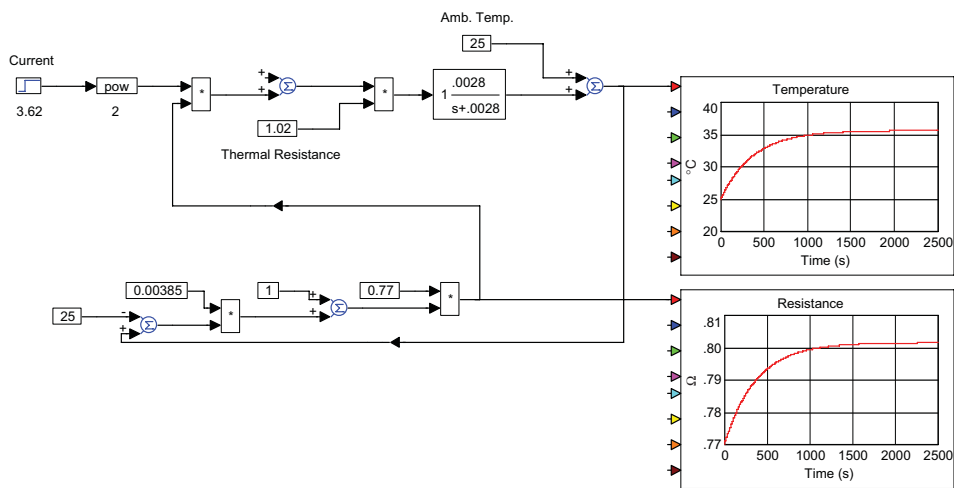 Amb. Temp.
25
Current
3.62
pow
2
*
+
+
Σ
1.02
Thermal Resistance
*
1 .0028
s+.0028
+
+
Σ
Temperature
40
35
30
25
20
°C
0 500 1000 1500 2000 2500
Time (s)
0.00385
25
-
+
Σ
*
1
+
+
Σ
0.77
*
Resistance
.81
.80
.79
.78
.77
Ω
0 500 1000 1500 2000 2500
Time (s)